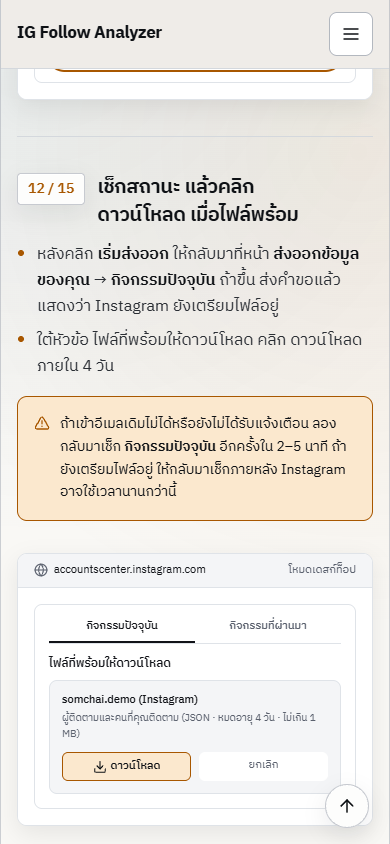 IG Follow Analyzer
12 / 15
เช็กสถานะ แล้วคลิก
ดาวน์โหลด เมื่อไฟล์พร้อม
หลังคลิก เริ่มส่งออก ให้กลับมาที่หน้า ส่งออกข้อมูล
ของคุณ → กิจกรรมปัจจุบัน ถ้าขึ้น ส่งคำขอแล้ว
แสดงว่า Instagram ยังเตรียมไฟล์อยู่
ใต้หัวข้อ ไฟล์ที่พร้อมให้ดาวน์โหลด คลิก ดาวน์โหลด
ภายใน 4 วัน
ถ้าเข้าอีเมลเดิมไม่ได้หรือยังไม่ได้รับแจ้งเตือน ลอง
กลับมาเช็ก กิจกรรมปัจจุบัน อีกครั้งใน 2–5 นาที ถ้า
ยังเตรียมไฟล์อยู่ ให้กลับมาเช็กภายหลัง Instagram
อาจใช้เวลานานกว่านี้
accountscenter.instagram.com
โหมดเดสก์ท็อป
กิจกรรมปัจจุบัน
กิจกรรมที่ผ่านมา
ไฟล์ที่พร้อมให้ดาวน์โหลด
somchai.demo (Instagram)
ผู้ติดตามและคนที่คุณติดตาม (JSON · หมดอายุ 4 วัน · ไม่เกิน 1
MB)
ดาวน์โหลด
ยกเลิก